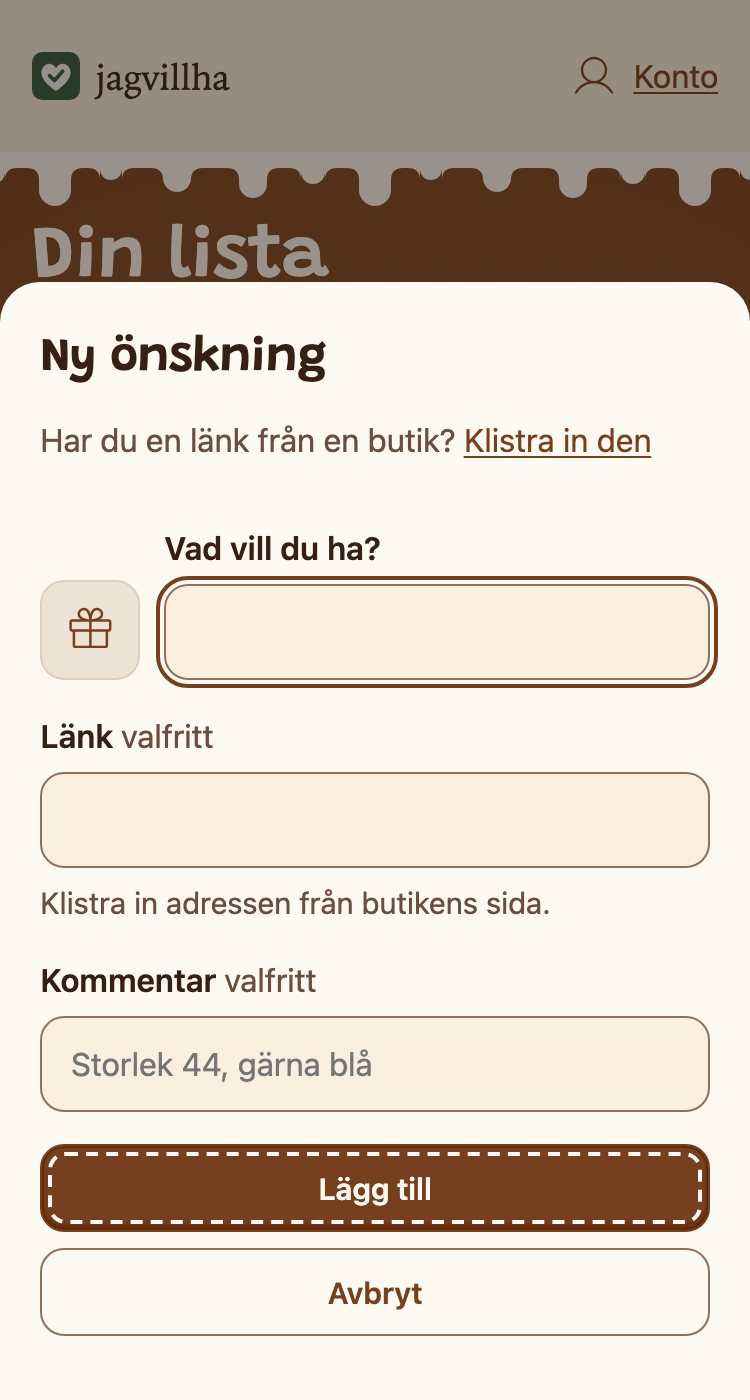 jagvillha
Konto
Din lista
Ny önskning
Har du en länk från en butik? Klistra in den
Vad vill du ha?
Länk valfritt
Klistra in adressen från butikens sida.
Kommentar valfritt
Storlek 44, gärna blå
Lägg till
Avbryt